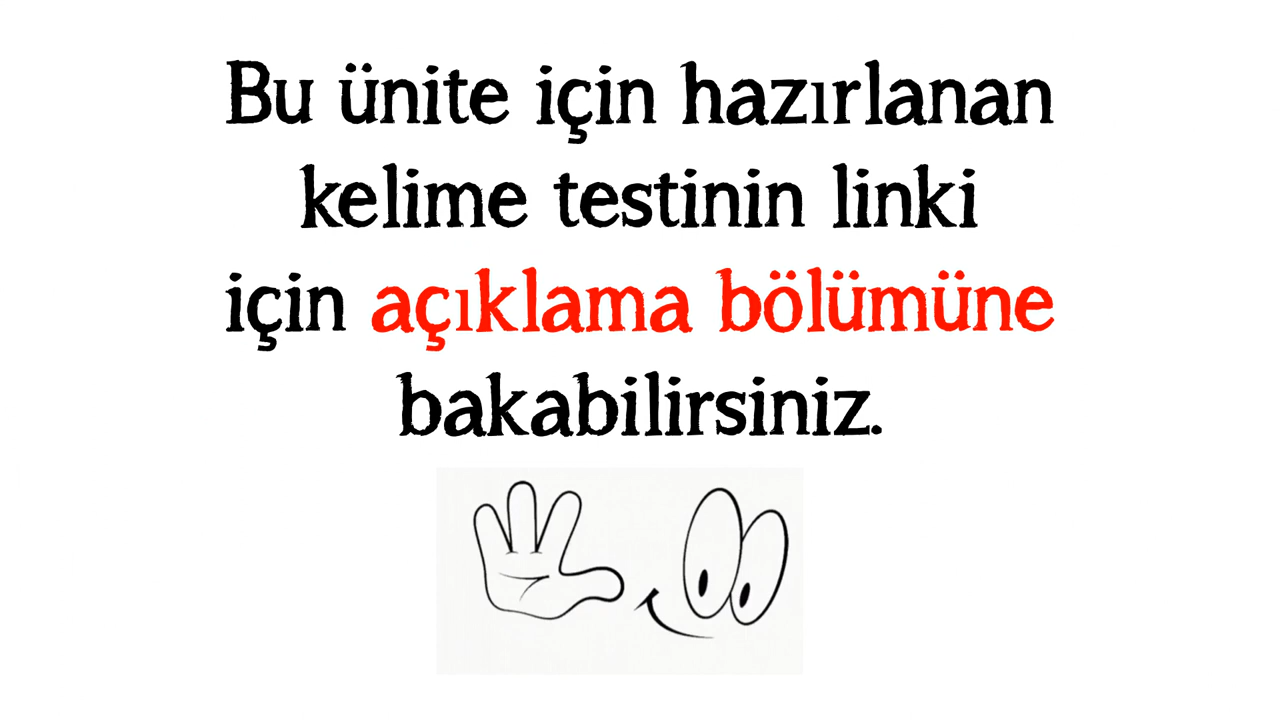 Bu ünite için hazırlanan
kelime testinin linki
için açıklama bölümüne
bakabilirsiniz.